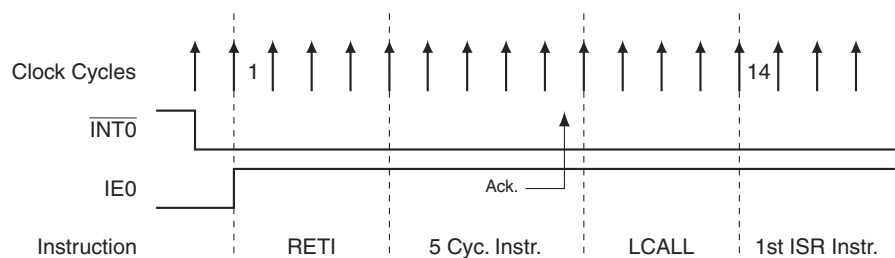 Clock Cycles 1 14
INT0
IE0
Ack.
Instruction RETI 5 Cyc. Instr. LCALL 1st ISR Instr.